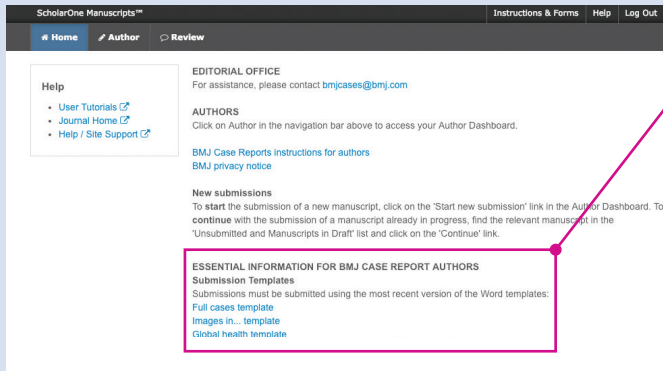 ScholarOne Manuscripts™
Instructions & Forms Help Log Out
Home Author Review
Help
User Tutorials
Journal Home
Help / Site Support
EDITORIAL OFFICE
For assistance, please contact bmjcases@bmj.com
AUTHORS
Click on Author in the navigation bar above to access your Author Dashboard.
BMJ Case Reports instructions for authors
BMJ privacy notice
New submissions
To start the submission of a new manuscript, click on the 'Start new submission' link in the Author Dashboard. To
continue with the submission of a manuscript already in progress, find the relevant manuscript in the
'Unsubmitted and Manuscripts in Draft' list and click on the 'Continue' link.
ESSENTIAL INFORMATION FOR BMJ CASE REPORT AUTHORS
Submission Templates
Submissions must be submitted using the most recent version of the Word templates:
Full cases template
Images in... template
Global health template